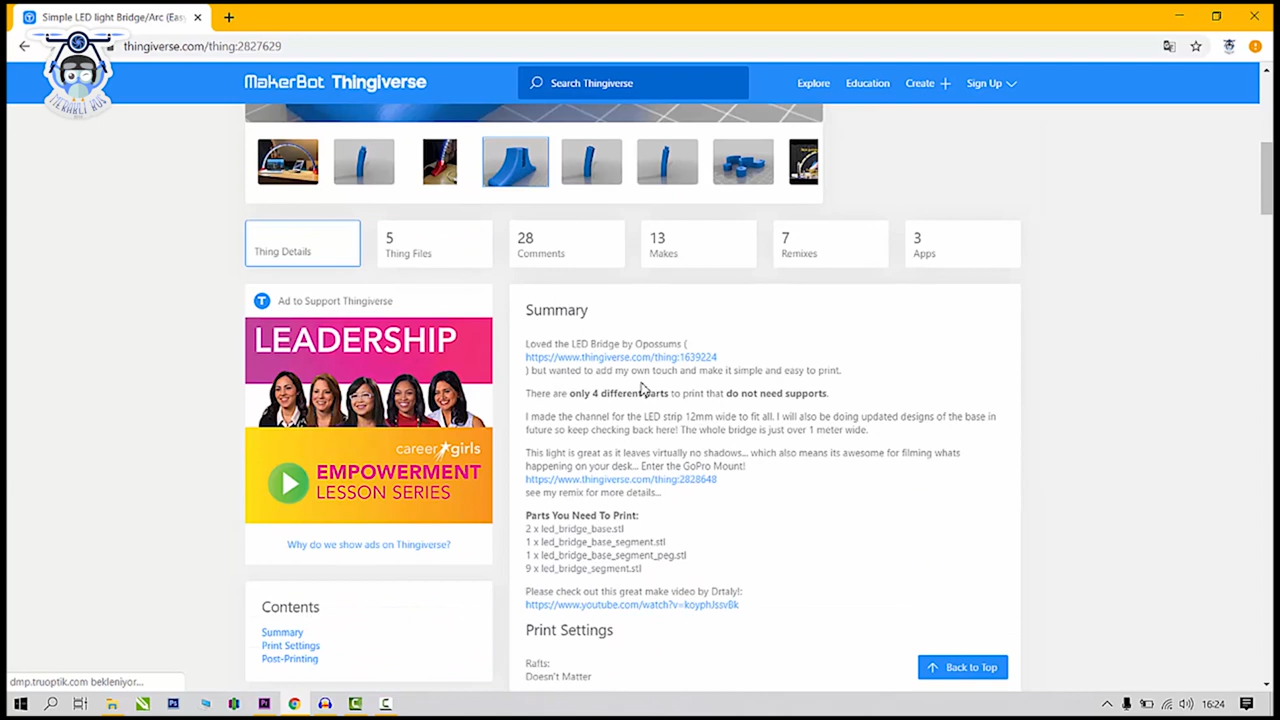 Simple LED light Bridge/Arc (Eas
thingiverse.com/thing:2827629
MERAKLI KUŞ
MakerBot Thingiverse
Search Thingiverse
Explore
Education
Create
Sign Up
Thing Details
5
Thing Files
28
Comments
13
Makes
7
Remixes
3
Apps
Ad to Support Thingiverse
LEADERSHIP
career girls
EMPOWERMENT
LESSON SERIES
Why do we show ads on Thingiverse?
Contents
Summary
Print Settings
Post-Printing
Summary
Loved the LED Bridge by Opossums (
https://www.thingiverse.com/thing:1639224
) but wanted to add my own touch and make it simple and easy to print.
There are only 4 different parts to print that do not need supports.
I made the channel for the LED strip 12mm wide to fit all. I will also be doing updated designs of the base in
future so keep checking back here! The whole bridge is just over 1 meter wide.
This light is great as it leaves virtually no shadows... which also means its awesome for filming whats
happening on your desk... Enter the GoPro Mount!
https://www.thingiverse.com/thing:2828648
see my remix for more details...
Parts You Need To Print:
2 x led_bridge_base.stl
1 x led_bridge_base_segment.stl
1 x led_bridge_base_segment_peg.stl
9 x led_bridge_segment.stl
Please check out this great make video by Drtaly!:
https://www.youtube.com/watch?v=koyphJssvBk
Print Settings
Rafts:
Doesn't Matter
Back to Top
dmp.truoptik.com bekleniyor...
16:24